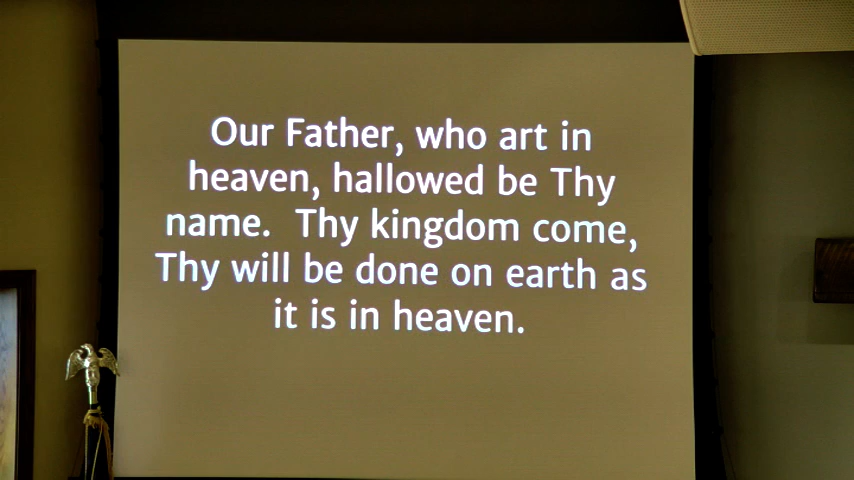 Our Father, who art in
heaven, hallowed be Thy
name. Thy kingdom come,
Thy will be done on earth as
it is in heaven.